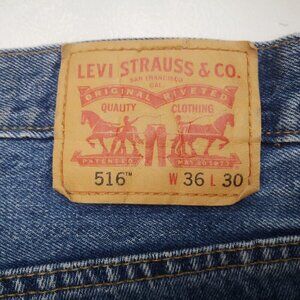 LEVI STRAUSS & CO.
SAN FRANCISCO
CAL
ORIGINAL RIVETED
QUALITY CLOTHING
PATENTED MAY 20 1873
516™ W 36 L 30